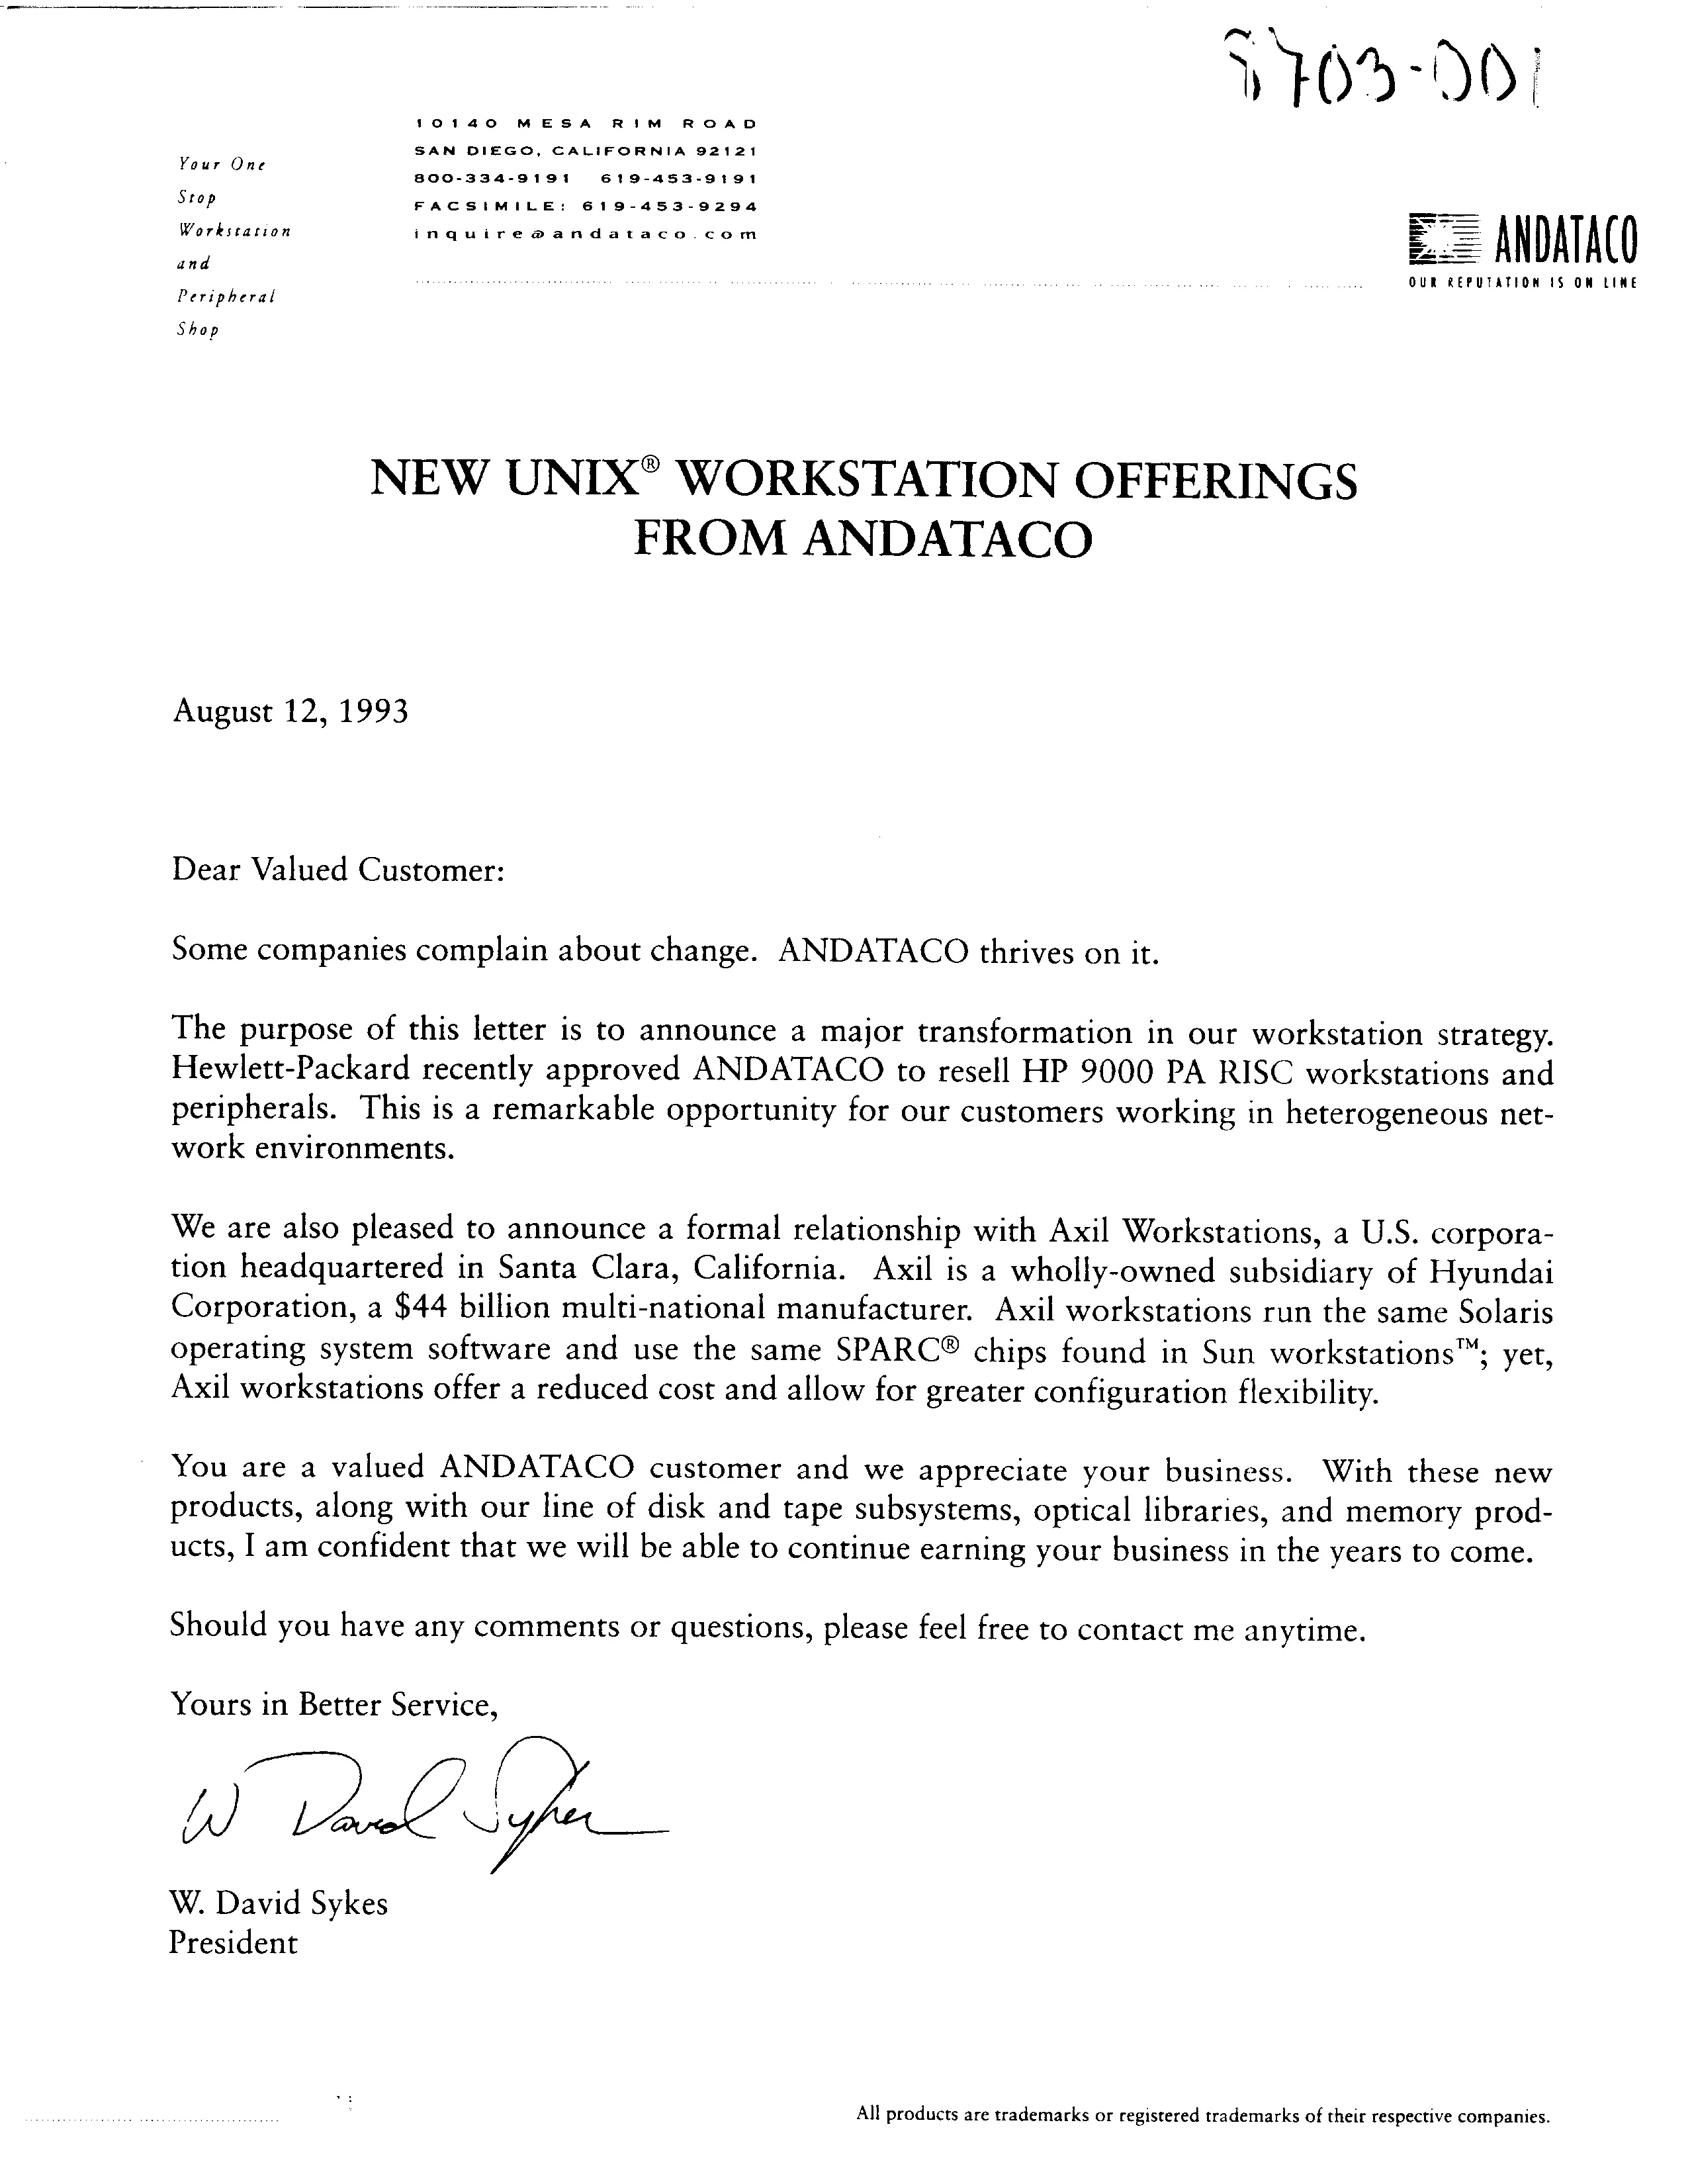 8703-001
10140 MESA RIM ROAD
SAN DIEGO, CALIFORNIA 92121
800-334-9191 619-453-9191
FACSIMILE: 619-453-9294
inquire@andataco.com
Your One
Stop
Workstation
and
Peripheral
Shop
ANDATACO
OUR REPUTATION IS ON LINE
NEW UNIX® WORKSTATION OFFERINGS
FROM ANDATACO
August 12, 1993
Dear Valued Customer:
Some companies complain about change. ANDATACO thrives on it.
The purpose of this letter is to announce a major transformation in our workstation strategy.
Hewlett-Packard recently approved ANDATACO to resell HP 9000 PA RISC workstations and
peripherals. This is a remarkable opportunity for our customers working in heterogeneous net-
work environments.
We are also pleased to announce a formal relationship with Axil Workstations, a U.S. corpora-
tion headquartered in Santa Clara, California. Axil is a wholly-owned subsidiary of Hyundai
Corporation, a $44 billion multi-national manufacturer. Axil workstations run the same Solaris
operating system software and use the same SPARC® chips found in Sun workstations™; yet,
Axil workstations offer a reduced cost and allow for greater configuration flexibility.
You are a valued ANDATACO customer and we appreciate your business. With these new
products, along with our line of disk and tape subsystems, optical libraries, and memory prod-
ucts, I am confident that we will be able to continue earning your business in the years to come.
Should you have any comments or questions, please feel free to contact me anytime.
Yours in Better Service,
W David Sykes
W. David Sykes
President
All products are trademarks or registered trademarks of their respective companies.